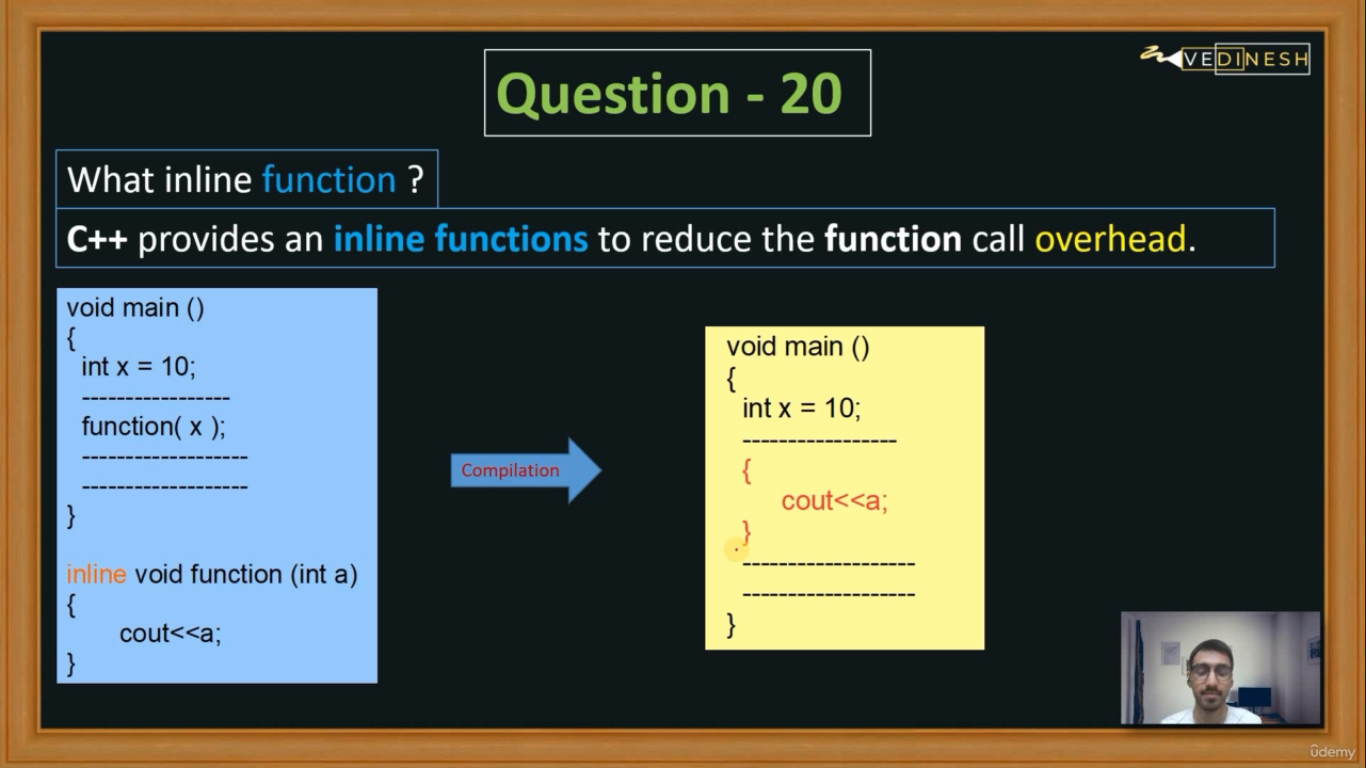 VEDINESH
Question - 20
What inline function ?
C++ provides an inline functions to reduce the function call overhead.
void main ()
{
int x = 10;
-----------------
function( x );
-------------------
-------------------
}
inline void function (int a)
{
cout<<a;
}
Compilation
void main ()
{
int x = 10;
-----------------
{
cout<<a;
}
-------------------
-------------------
}
ûdemy